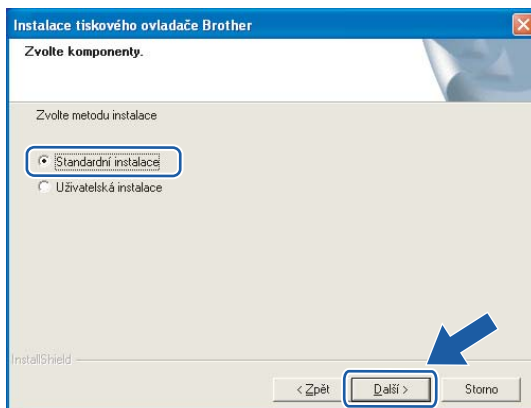 Instalace tiskového ovladače Brother
Zvolte komponenty.
Zvolte metodu instalace
Standardní instalace
Uživatelská instalace
InstallShield
< Zpět
Další >
Storno